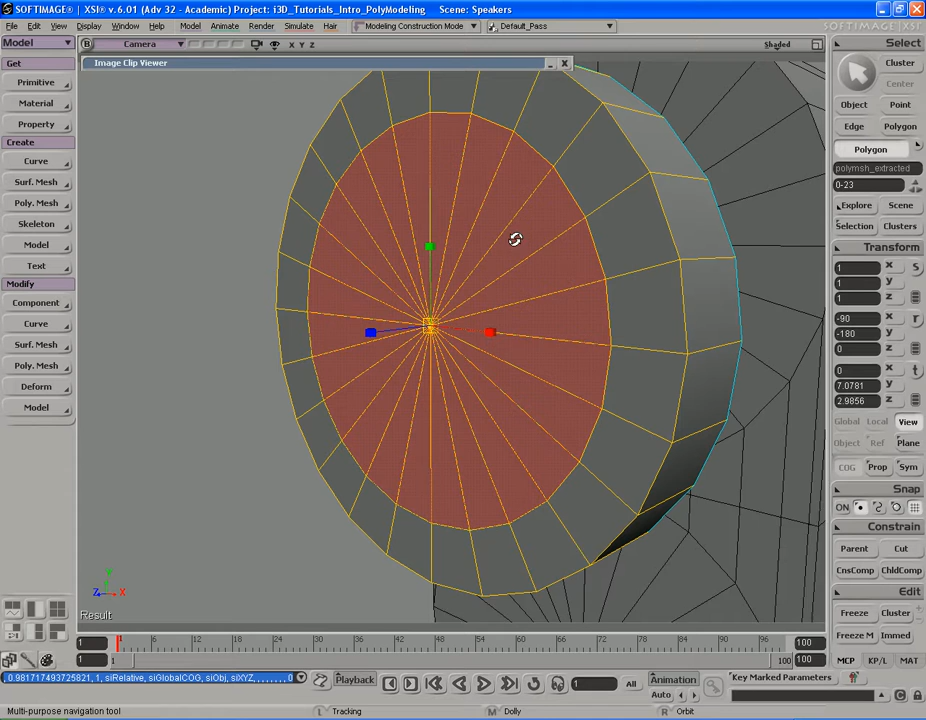 SOFTIMAGE® | XSI® v.6.01 (Adv 32 - Academic) Project: i3D_Tutorials_Intro_PolyModeling    Scene: Speakers
File Edit View Display Window Help Model Animate Render Simulate Hair Modeling Construction Mode Default_Pass
Model
B Camera X Y Z Shaded
Image Clip Viewer
Get
Primitive
Material
Property
Create
Curve
Surf. Mesh
Poly. Mesh
Skeleton
Model
Text
Modify
Component
Curve
Surf. Mesh
Poly. Mesh
Deform
Model
Select
Cluster
Center
Object Point
Edge Polygon
Polygon
polymsh_extracted
0-23
Explore Scene
Selection Clusters
Transform
1 x s
1 y
1 z
-90 x r
-180 y
0 z
0 x t
7.0781 y
2.9856 z
Global Local View
Object Ref Plane
COG Prop Sym
Snap
ON
Constrain
Parent Cut
CnsComp ChldComp
Edit
Freeze Cluster
Freeze M Immed
MCP KP/L MAT
Y
Z X
Result
1 1 6 12 18 24 30 36 42 48 54 60 66 72 78 84 90 96 100
1 1 100 100
0.981717493725821, 1, siRelative, siGlobalCOG, siObj, siXYZ, , , , , , , 0
Playback 1 All Animation Key Marked Parameters
Auto
Multi-purpose navigation tool L Tracking M Dolly R Orbit